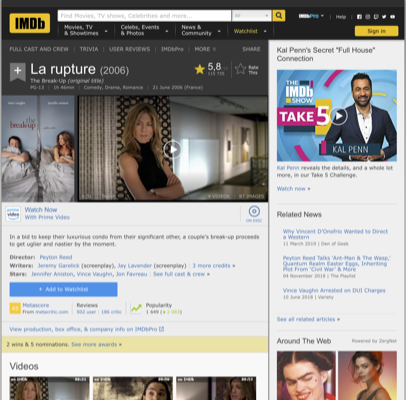 IMDb
Find Movies, TV shows, Celebrities and more...
All
IMDbPro
Help
Movies, TV & Showtimes
Celebs, Events & Photos
News & Community
Watchlist
Sign in
FULL CAST AND CREW | TRIVIA | USER REVIEWS | IMDbPro | MORE
SHARE
La rupture (2006)
The Break-Up (original title)
PG-13 | 1h 46min | Comedy, Drama, Romance | 21 June 2006 (France)
5,8
Rate This
the break-up
Watch Now
With Prime Video
ON DISC
In a bid to keep their luxurious condo from their significant other, a couple's break-up proceeds
to get uglier and nastier by the moment.
Director: Peyton Reed
Writers: Jeremy Garelick (screenplay), Jay Lavender (screenplay) | 3 more credits »
Stars: Jennifer Aniston, Vince Vaughn, Jon Favreau | See full cast & crew »
+ Add to Watchlist
Metascore
From metacritic.com
Reviews
502 user | 186 critic
Popularity
View production, box office, & company info on IMDbPro
2 wins & 5 nominations. See more awards »
Videos
Kal Penn's Secret "Full House"
Connection
THE
IMDb
SHOW
TAKE 5
KAL PENN
Kal Penn reveals the details, and a whole lot
more, in our Take 5 Challenge.
Watch now »
Related News
Why Vincent D'Onofrio Wanted to Direct
a Western
11 March 2019 | Den of Geek
Peyton Reed Talks 'Ant-Man & The Wasp,'
Quantum Realm Easter Eggs, Inheriting
Plot From 'Civil War' & More
04 November 2018 | The Playlist
Vince Vaughn Arrested on DUI Charges
10 June 2018 | Variety
See all related articles »
Around The Web
Powered by ZergNet